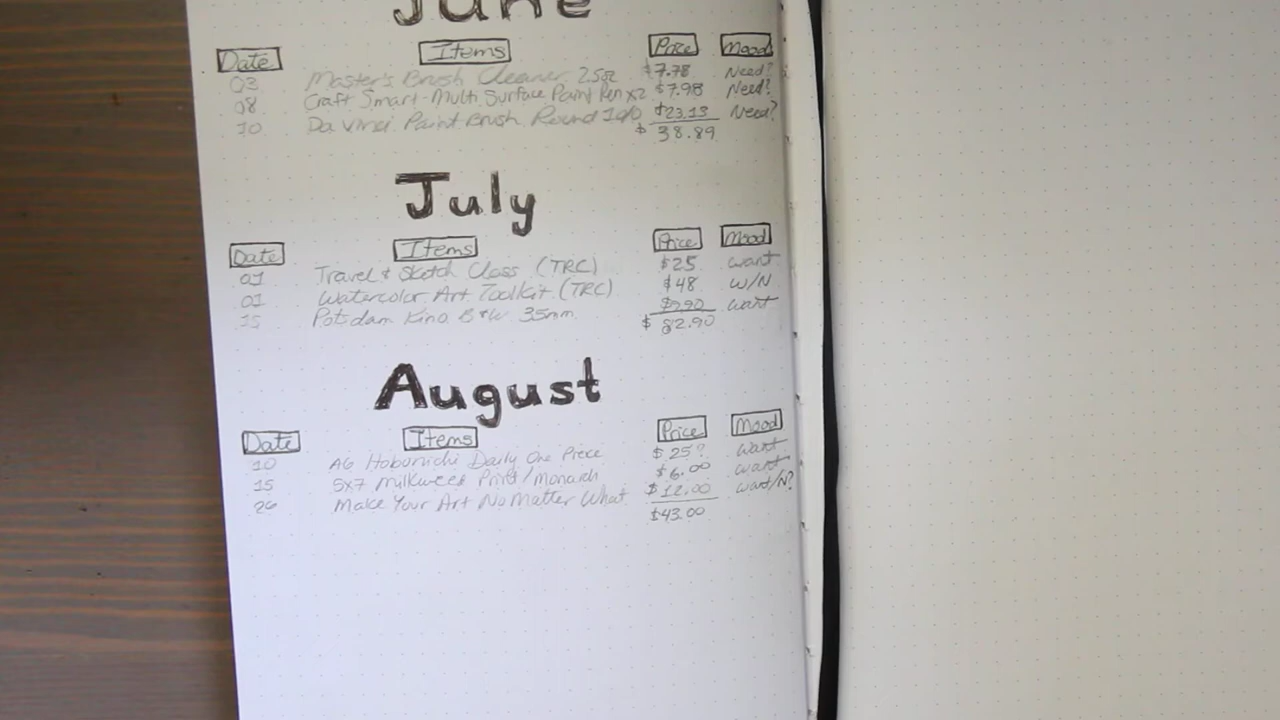 June
Date Items Price Mood
03 Master's Brush Cleaner 2.5oz $7.78 Need?
08 Craft Smart-Multi Surface Paint Pen x2 $7.98 Need?
10 Da Vinci Paint Brush Round $23.13 Need?
$38.89
July
Date Items Price Mood
01 Travel & Sketch Class (TRC) $25 want
01 Watercolor Art Toolkit (TRC) $48 W/N
15 Potsdam Kino B&W 35mm $9.90 want
$82.90
August
Date Items Price Mood
10 A6 Hobonichi Daily One Piece $25? want
15 5x7 Milkweed Print/Monarch $6.00 want
26 Make Your Art No Matter What $12.00 want/N?
$43.00